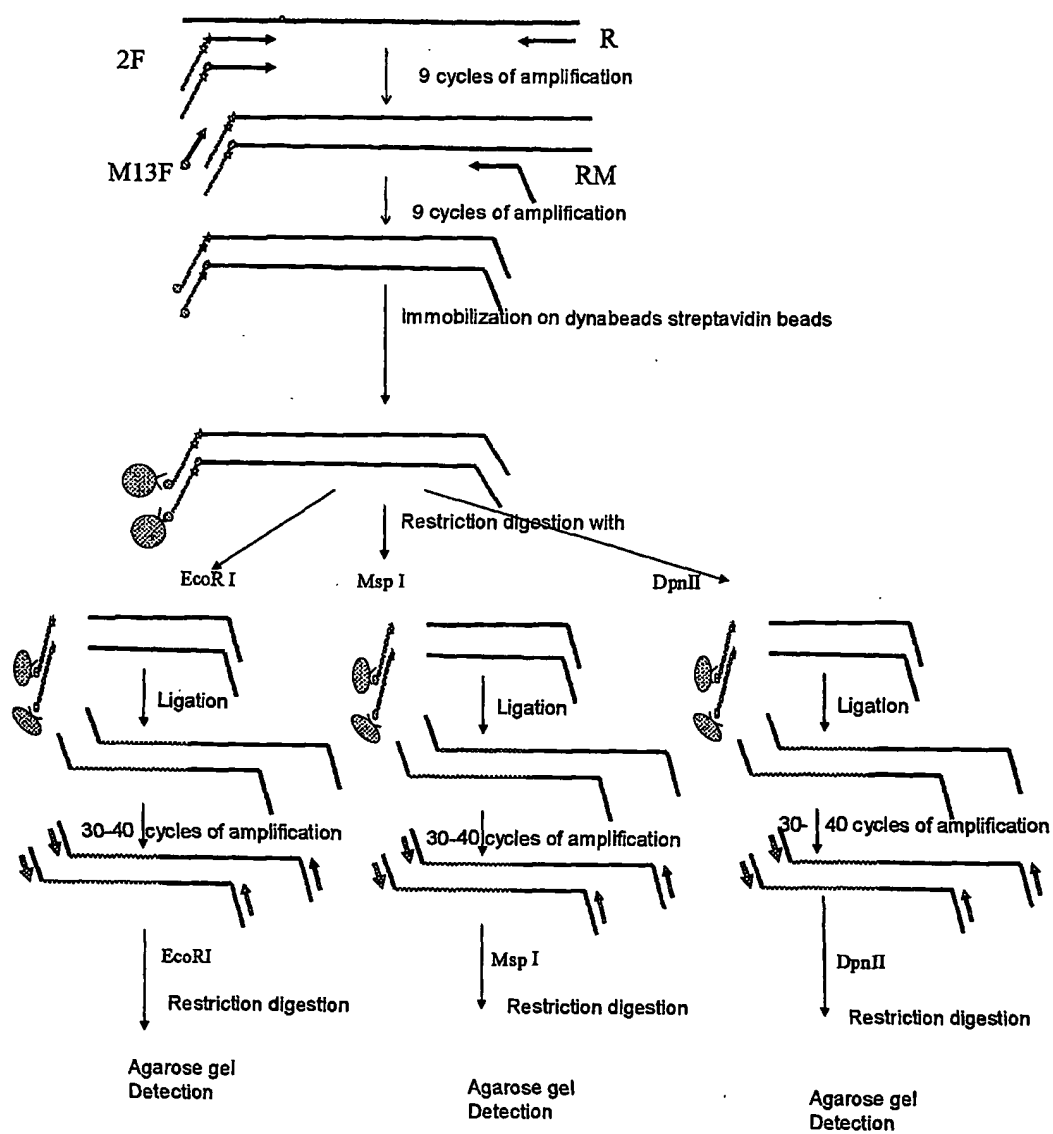 R
2F
9 cycles of amplification
M13F
RM
9 cycles of amplification
Immobilization on dynabeads streptavidin beads
Restriction digestion with
EcoR I
Msp I
DpnII
Ligation
Ligation
Ligation
30-40 cycles of amplification
30-40 cycles of amplification
30- 40 cycles of amplification
EcoRI
Msp I
DpnII
Restriction digestion
Restriction digestion
Restriction digestion
Agarose gel
Detection
Agarose gel
Detection
Agarose gel
Detection